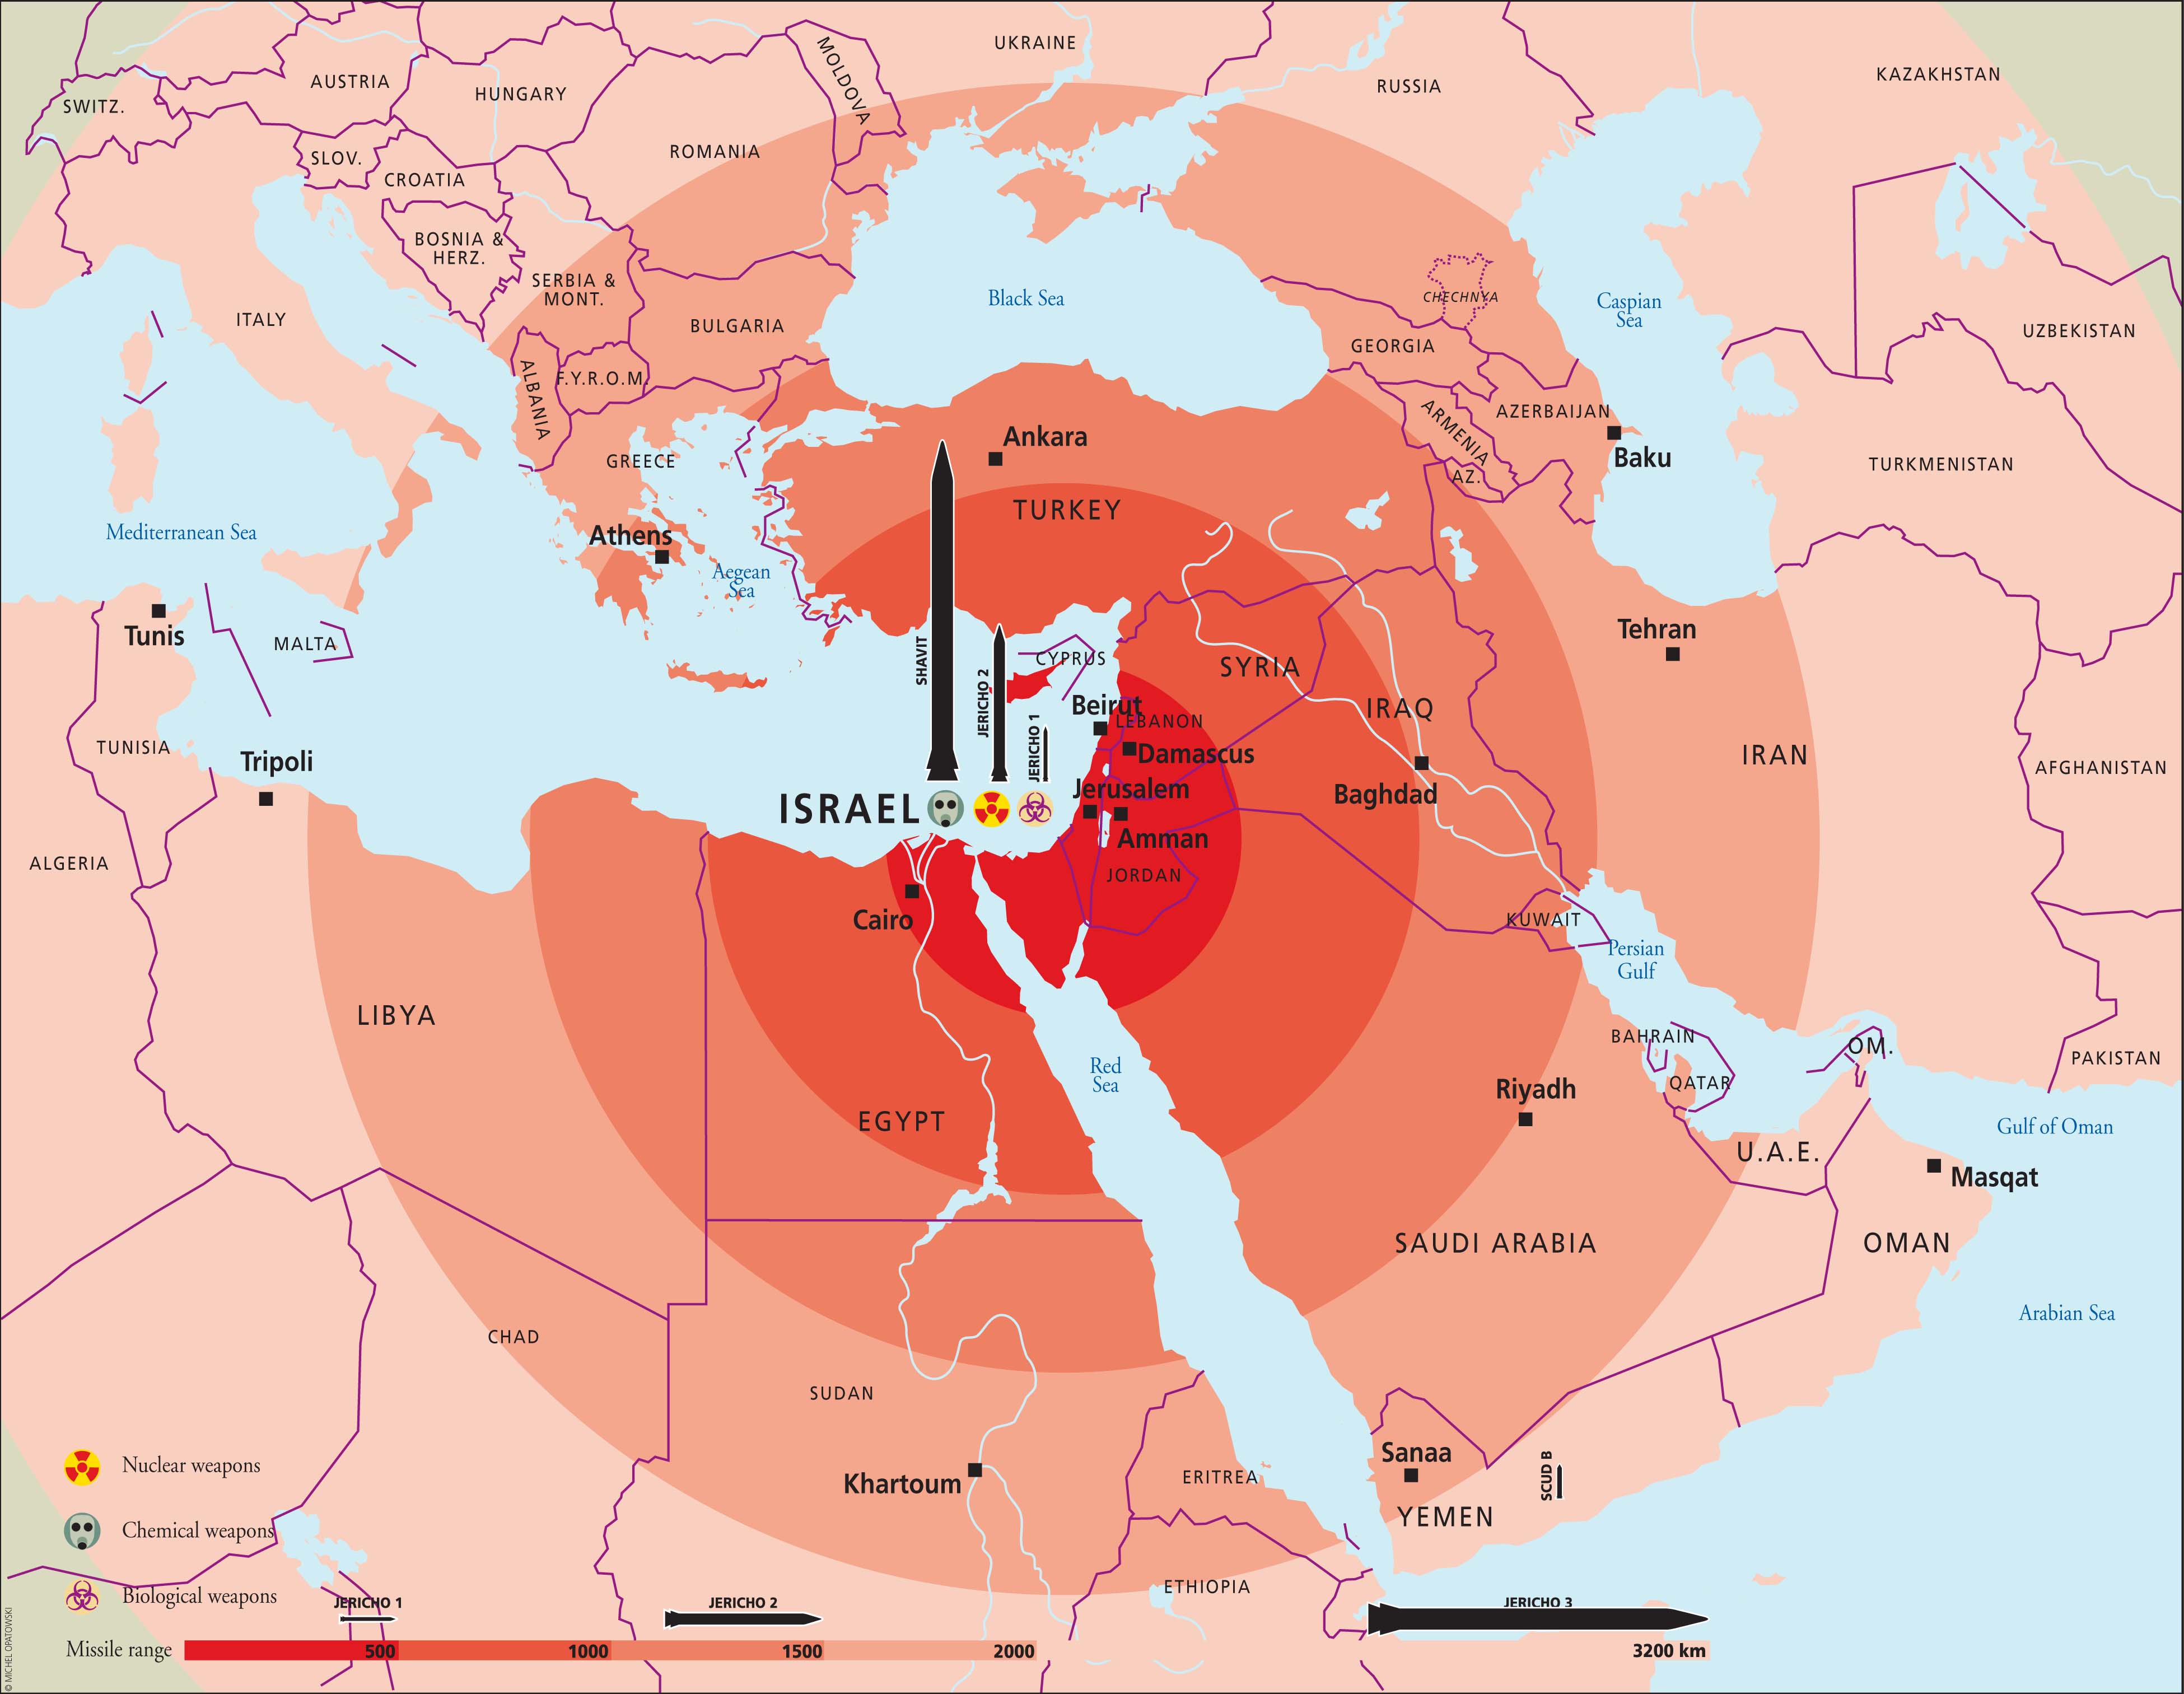 UKRAINE
MOLDOVA
RUSSIA
KAZAKHSTAN
AUSTRIA
HUNGARY
SWITZ.
ROMANIA
SLOV.
CROATIA
BOSNIA &
HERZ.
SERBIA &
MONT.
Black Sea
CHECHNYA
Caspian
Sea
ITALY
BULGARIA
GEORGIA
UZBEKISTAN
ALBANIA
F.Y.R.O.M.
ARMENIA
AZERBAIJAN
Ankara
Baku
GREECE
AZ.
TURKMENISTAN
TURKEY
Mediterranean Sea
Athens
Aegean
Sea
Tunis
MALTA
Tehran
SHAVIT
JERICHO 2
JERICHO 1
CYPRUS
SYRIA
Beirut
LEBANON
IRAQ
TUNISIA
Tripoli
Damascus
IRAN
AFGHANISTAN
Jerusalem
Baghdad
ISRAEL
Amman
ALGERIA
JORDAN
Cairo
KUWAIT
Persian
Gulf
LIBYA
BAHRAIN
OM.
PAKISTAN
Red
Sea
QATAR
Riyadh
EGYPT
Gulf of Oman
U.A.E.
Masqat
SAUDI ARABIA
OMAN
Arabian Sea
CHAD
SUDAN
Sanaa
Khartoum
ERITREA
SCUD B
YEMEN
ETHIOPIA
Nuclear weapons
Chemical weapons
Biological weapons
JERICHO 1
JERICHO 2
JERICHO 3
Missile range
500
1000
1500
2000
3200 km
© MICHEL OPATOWSKI